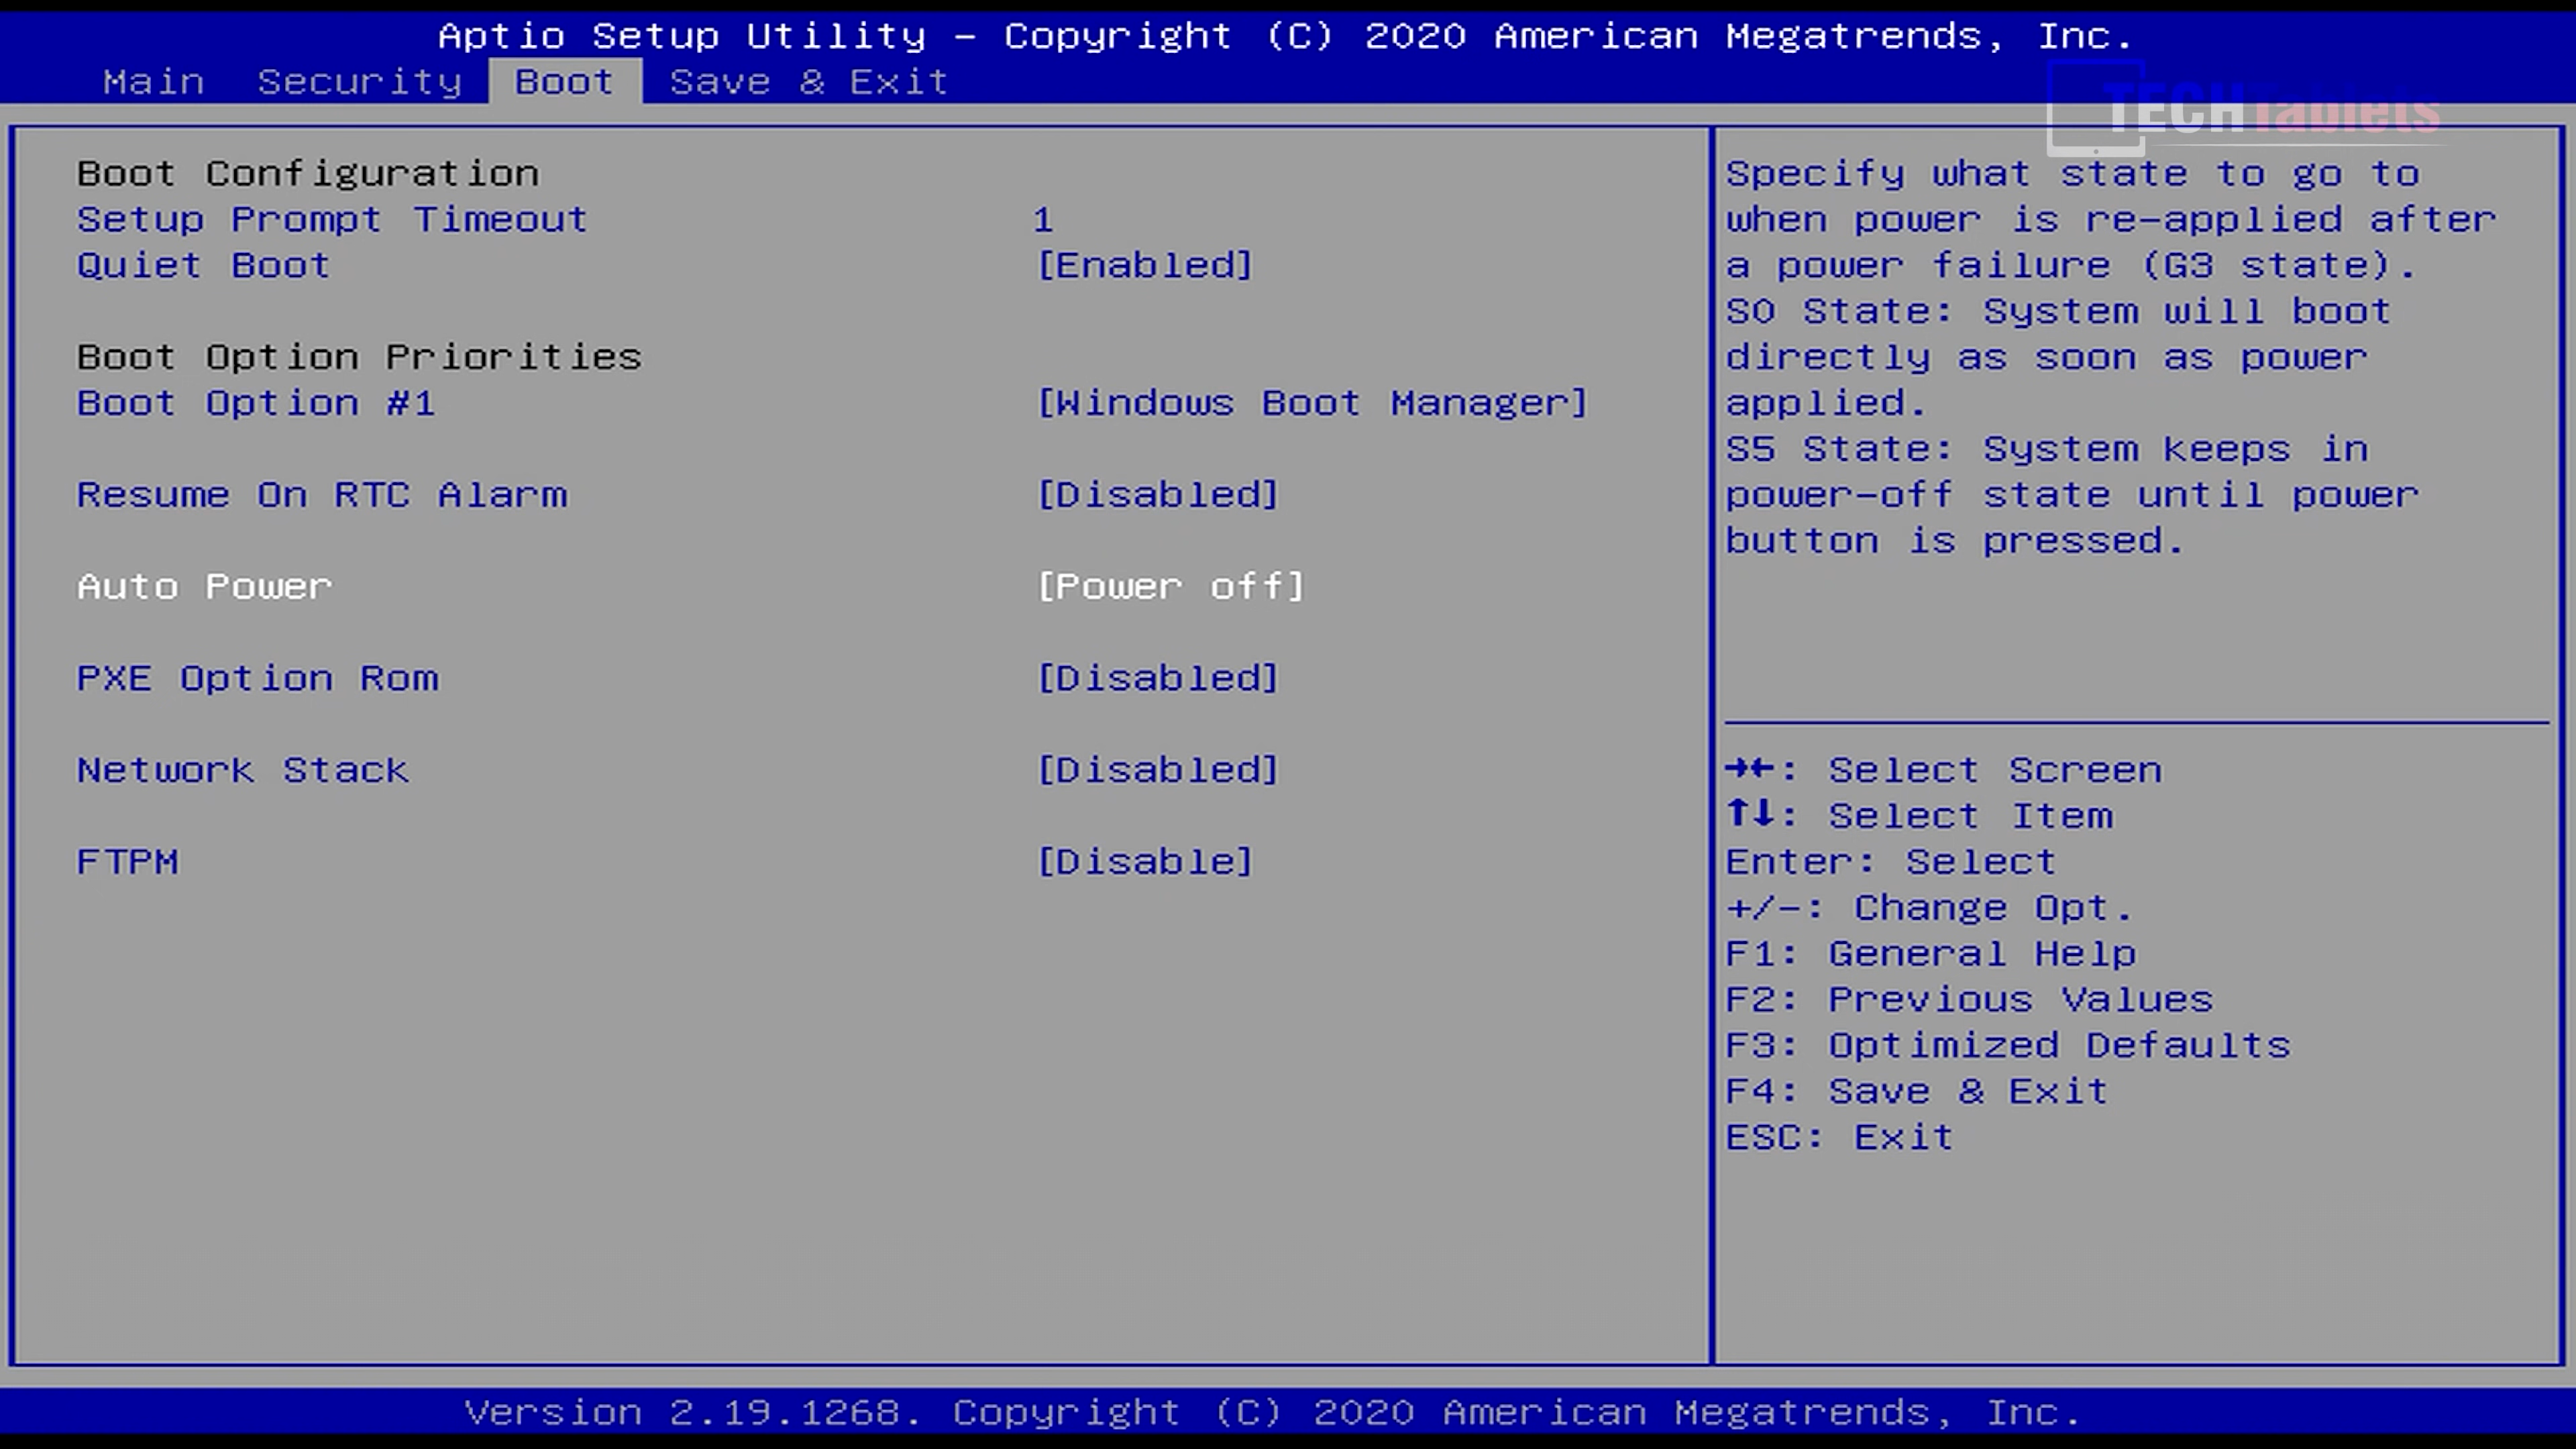 Aptio Setup Utility – Copyright (C) 2020 American Megatrends, Inc.
Main Security Boot Save & Exit
TECHTablets
Boot Configuration
Setup Prompt Timeout 1
Quiet Boot [Enabled]
Boot Option Priorities
Boot Option #1 [Windows Boot Manager]
Resume On RTC Alarm [Disabled]
Auto Power [Power off]
PXE Option Rom [Disabled]
Network Stack [Disabled]
FTPM [Disable]
Specify what state to go to
when power is re-applied after
a power failure (G3 state).
S0 State: System will boot
directly as soon as power
applied.
S5 State: System keeps in
power-off state until power
button is pressed.
→←: Select Screen
↑↓: Select Item
Enter: Select
+/-: Change Opt.
F1: General Help
F2: Previous Values
F3: Optimized Defaults
F4: Save & Exit
ESC: Exit
Version 2.19.1268. Copyright (C) 2020 American Megatrends, Inc.